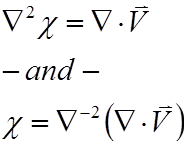 ∇²χ = ∇ · V⃗
– and –
χ = ∇⁻²(∇ · V⃗)